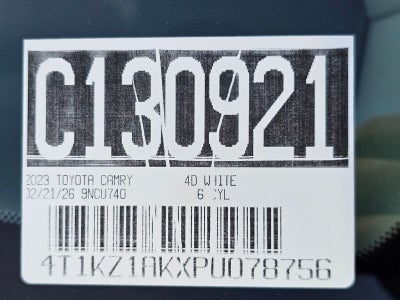 C130921
2023 TOYOTA CAMRY 4D WHITE
02/21/26 9NCU740 6 CYL
4T1KZ1AKXPU078756